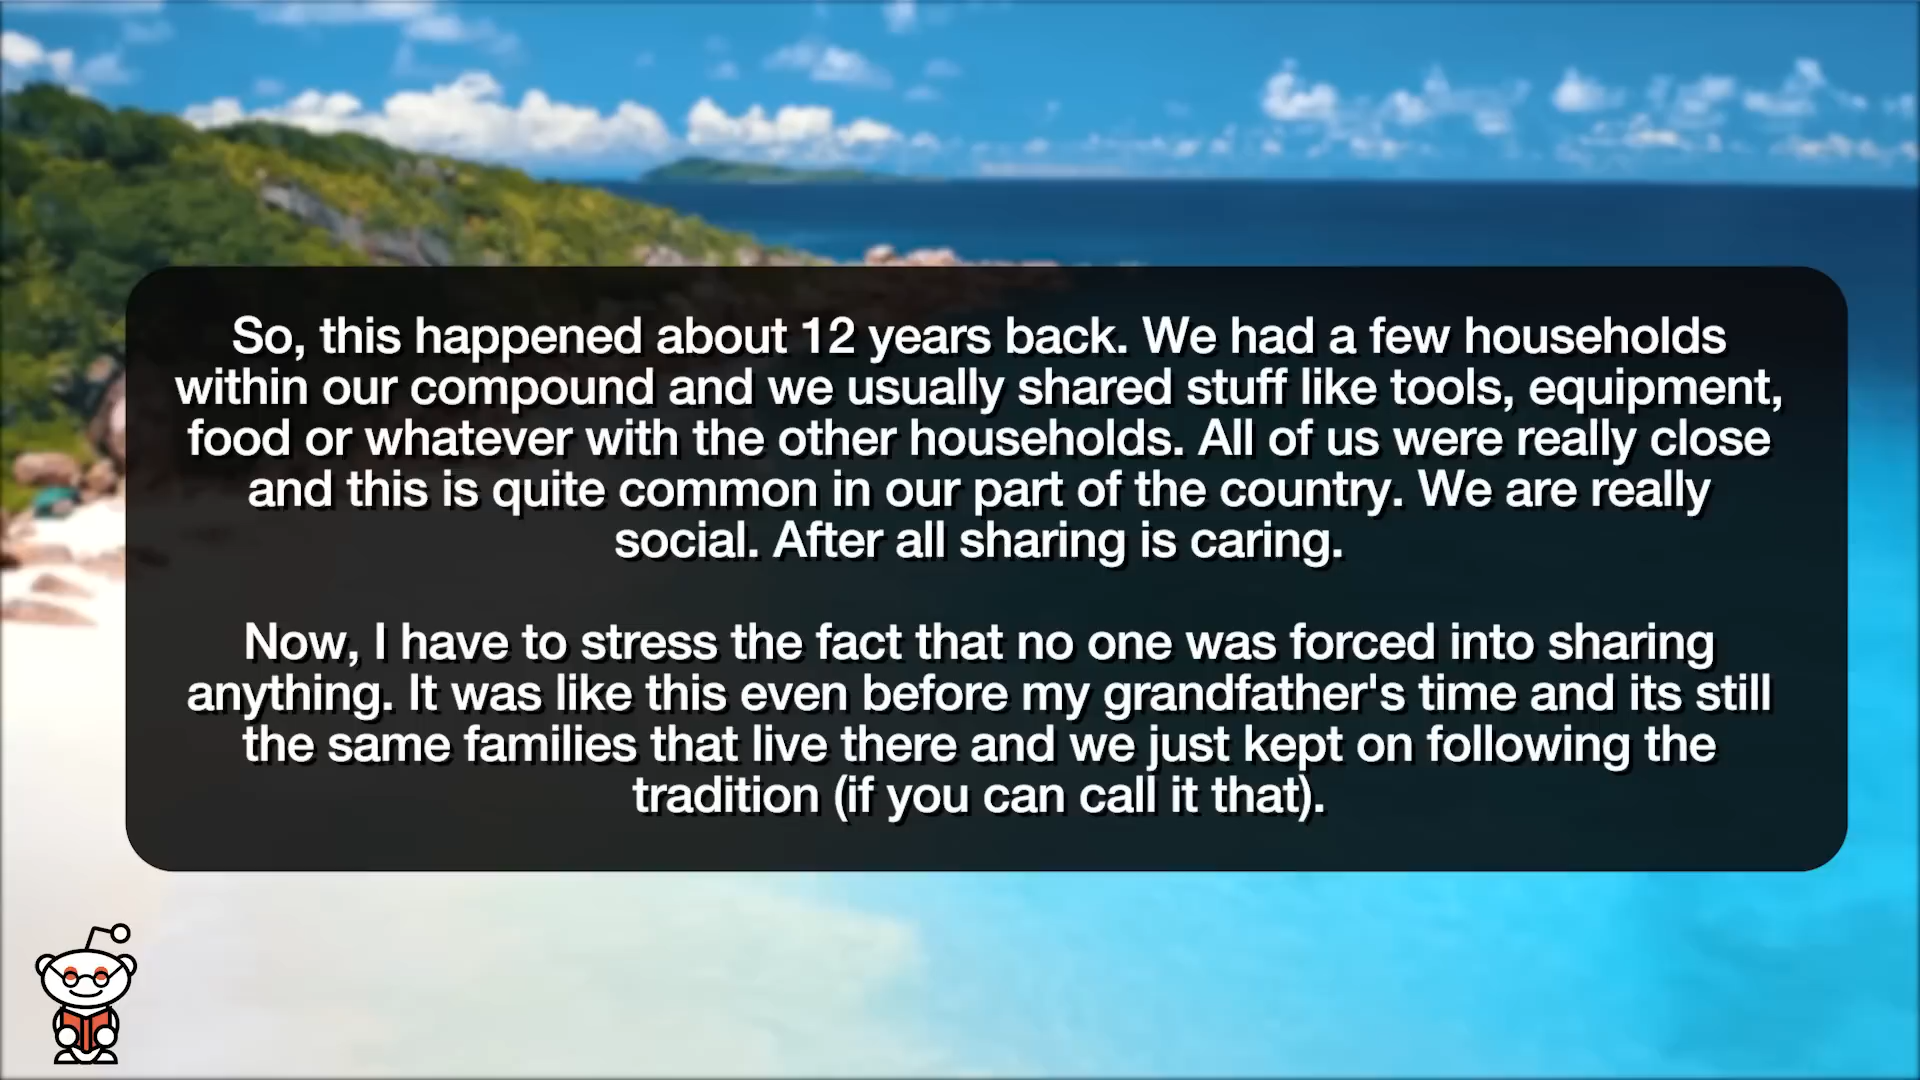 So, this happened about 12 years back. We had a few households
within our compound and we usually shared stuff like tools, equipment,
food or whatever with the other households. All of us were really close
and this is quite common in our part of the country. We are really
social. After all sharing is caring.
Now, I have to stress the fact that no one was forced into sharing
anything. It was like this even before my grandfather's time and its still
the same families that live there and we just kept on following the
tradition (if you can call it that).